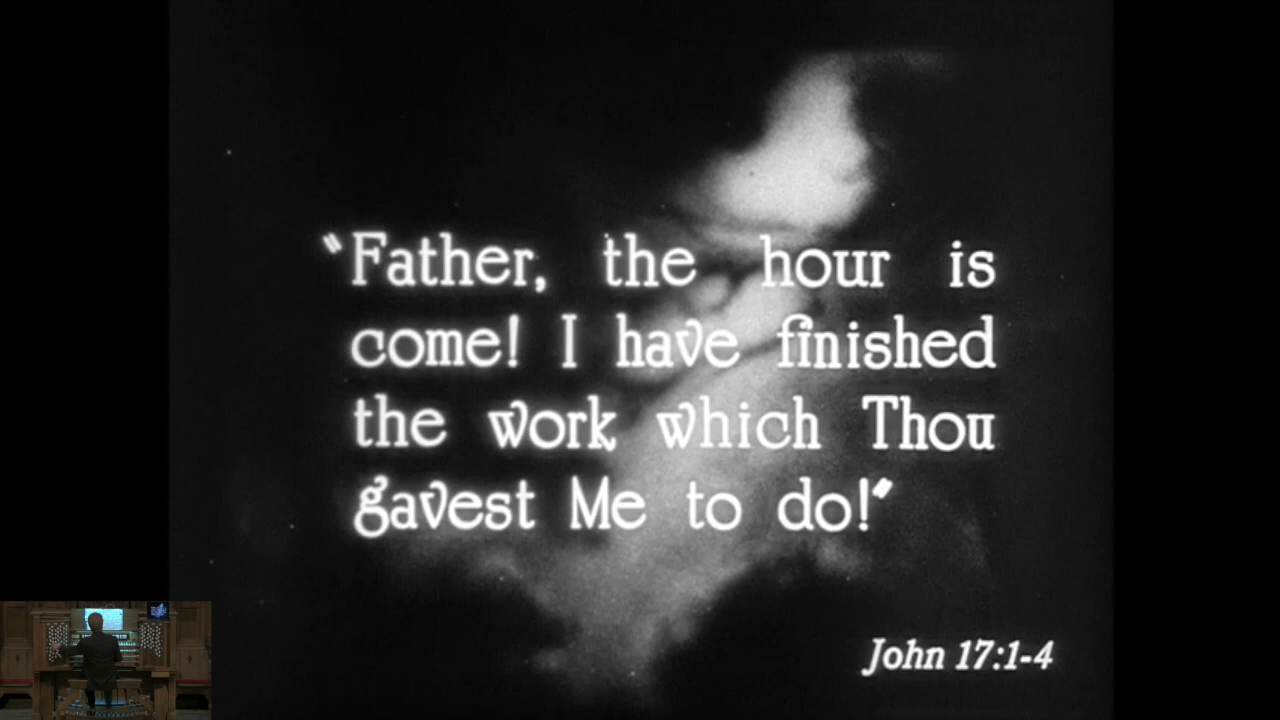 "Father, the hour is
come! I have finished
the work which Thou
gavest Me to do!"
John 17:1-4